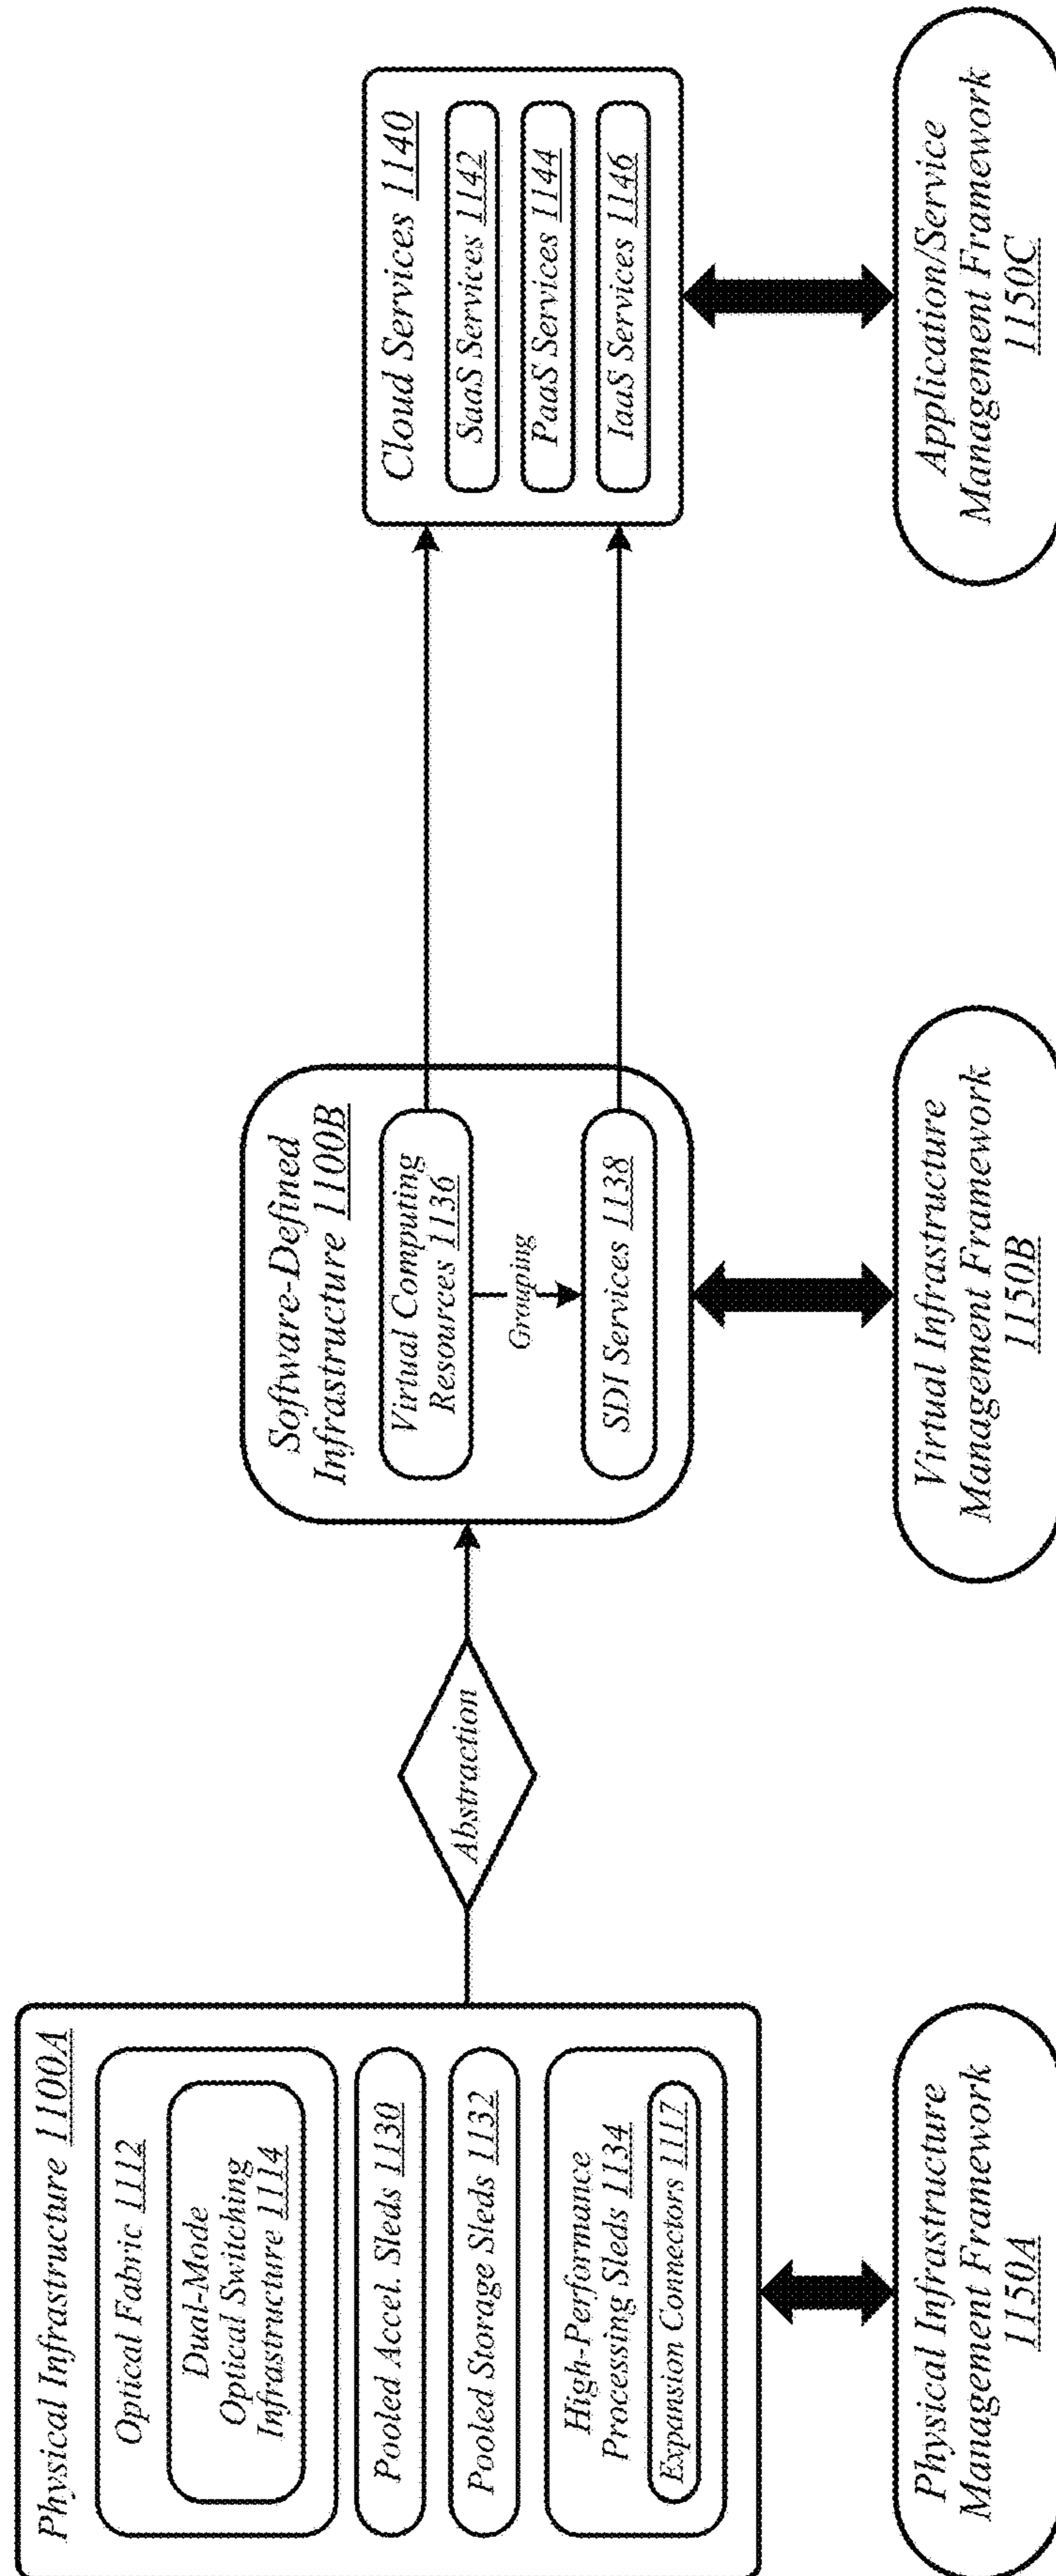 Physical Infrastructure 1100A
Optical Fabric 1112
Dual-Mode
Optical Switching
Infrastructure 1114
Pooled Accel. Sleds 1130
Pooled Storage Sleds 1132
High-Performance
Processing Sleds 1134
Expansion Connectors 1117
Physical Infrastructure
Management Framework
1150A
Abstraction
Software-Defined
Infrastructure 1100B
Virtual Computing
Resources 1136
Grouping
SDI Services 1138
Virtual Infrastructure
Management Framework
1150B
Cloud Services 1140
SaaS Services 1142
PaaS Services 1144
IaaS Services 1146
Application/Service
Management Framework
1150C